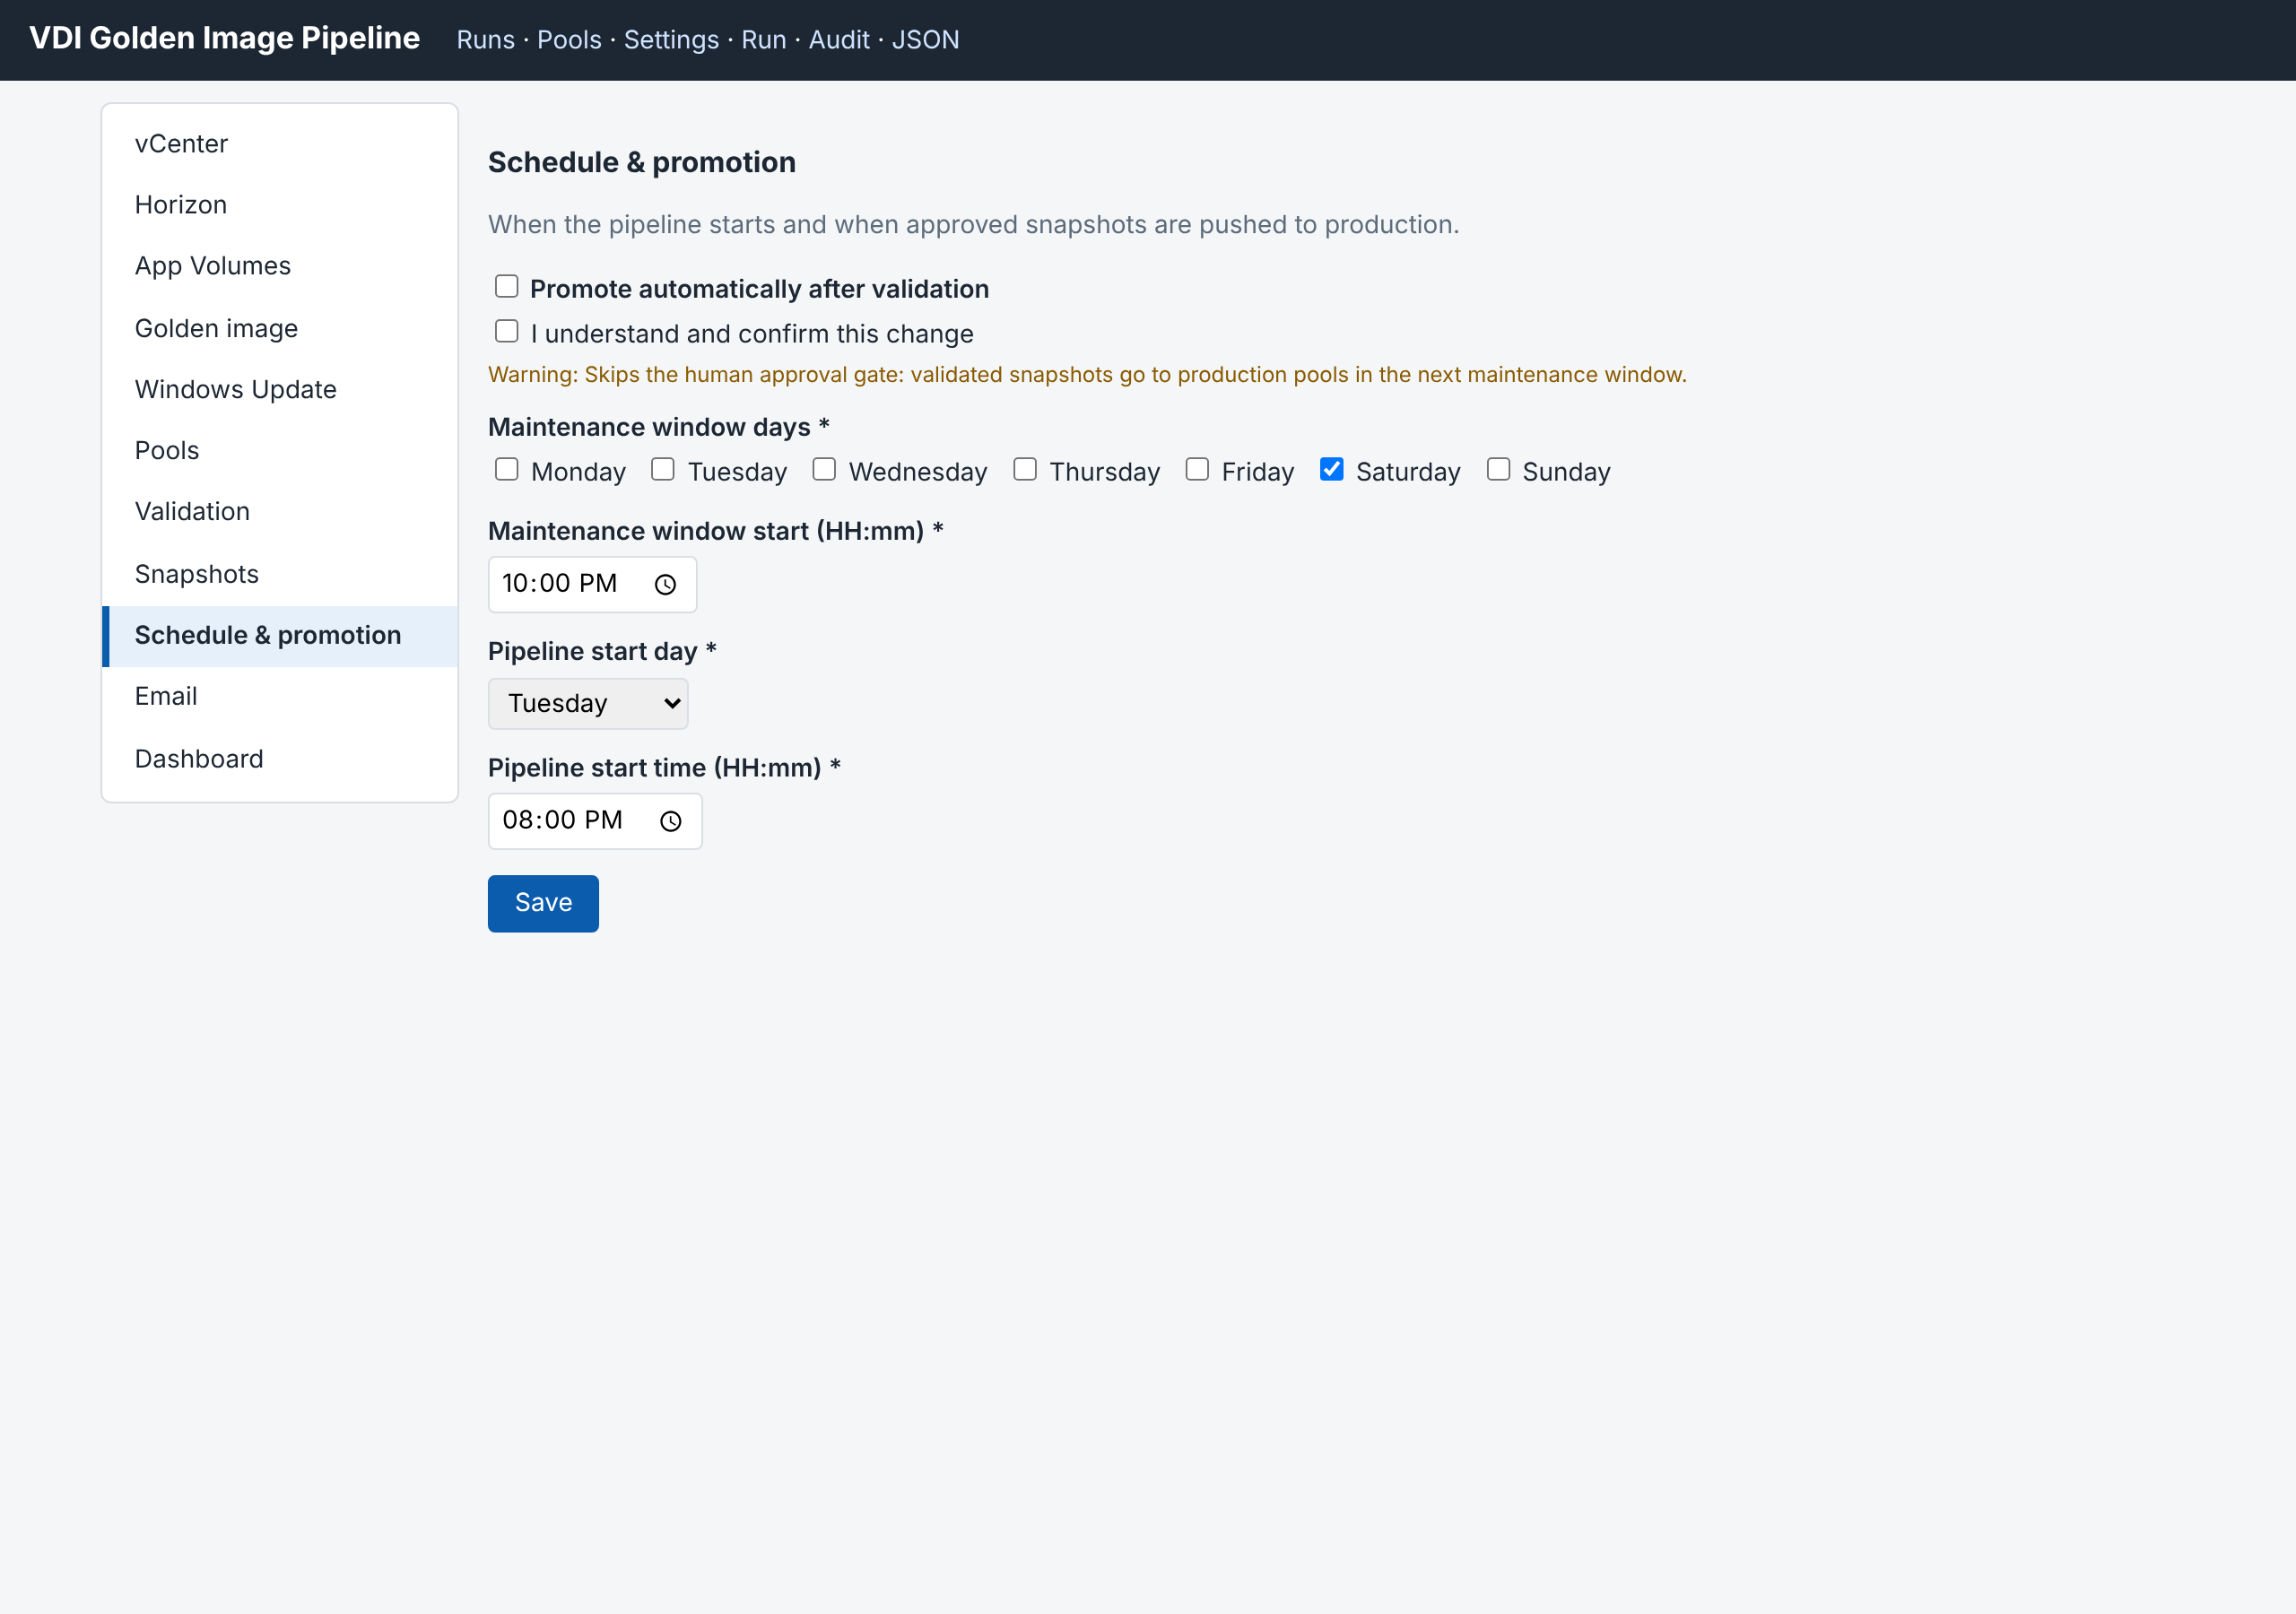 VDI Golden Image Pipeline Runs · Pools · Settings · Run · Audit · JSON
vCenter
Horizon
App Volumes
Golden image
Windows Update
Pools
Validation
Snapshots
Schedule & promotion
Email
Dashboard
Schedule & promotion
When the pipeline starts and when approved snapshots are pushed to production.
Promote automatically after validation
I understand and confirm this change
Warning: Skips the human approval gate: validated snapshots go to production pools in the next maintenance window.
Maintenance window days *
Monday Tuesday Wednesday Thursday Friday Saturday Sunday
Maintenance window start (HH:mm) *
10:00 PM
Pipeline start day *
Tuesday
Pipeline start time (HH:mm) *
08:00 PM
Save